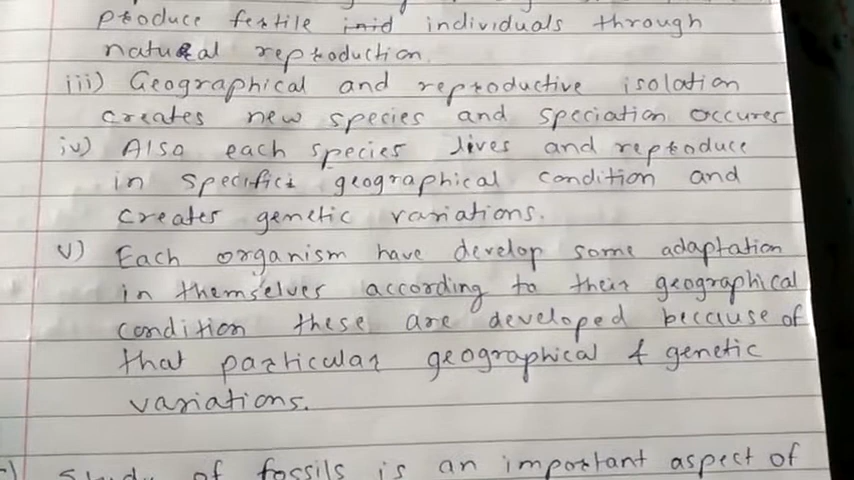 produce fertile inid individuals through
natural reproduction.
iii) Geographical and reproductive isolation
creates new species and speciation occures
iv) Also each species lives and reproduce
in specifici geographical condition and
creates genetic variations.
v) Each organism have develop some adaptation
in themselves according to their geographical
condition these are developed because of
that particular geographical & genetic
variations.
Study of fossils is an important aspect of